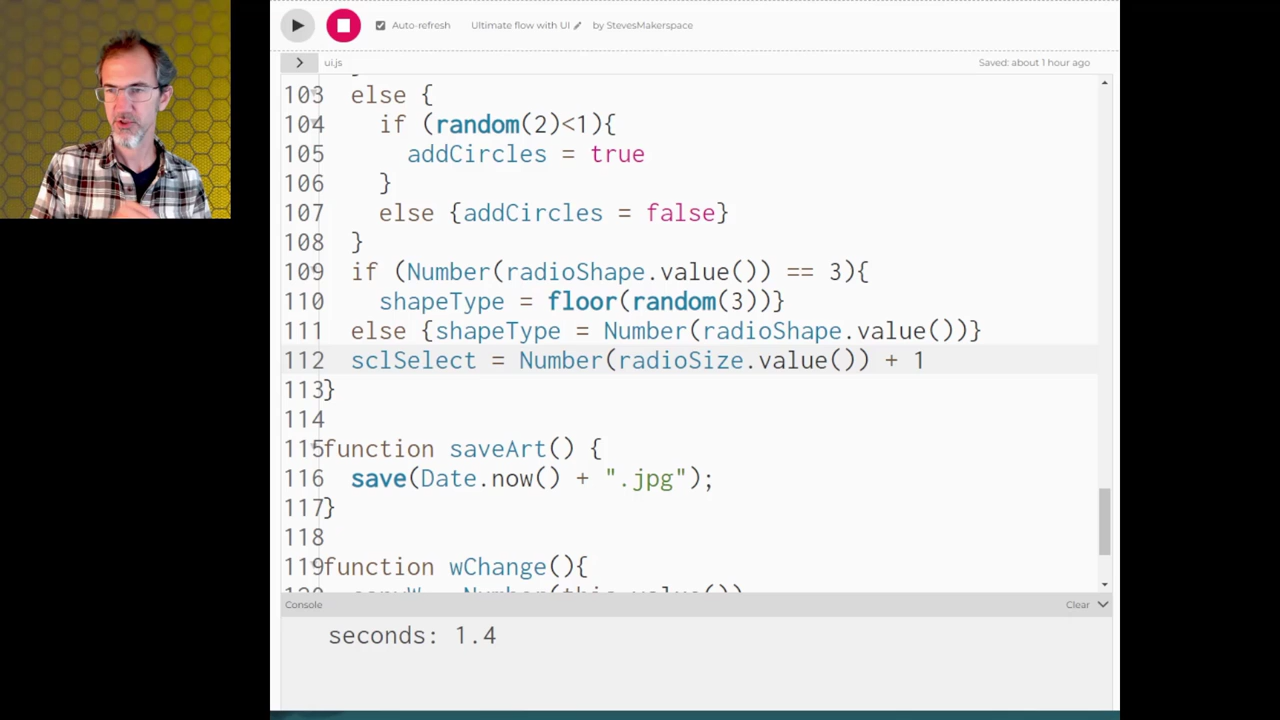 Auto-refresh Ultimate flow with UI by StevesMakerspace
> ui.js Saved: about 1 hour ago
103 else {
104 if (random(2)<1){
105 addCircles = true
106 }
107 else {addCircles = false}
108 }
109 if (Number(radioShape.value()) == 3){
110 shapeType = floor(random(3))}
111 else {shapeType = Number(radioShape.value())}
112 sclSelect = Number(radioSize.value()) + 1
113 }
114
115 function saveArt() {
116 save(Date.now() + ".jpg");
117 }
118
119 function wChange(){
Console Clear
seconds: 1.4